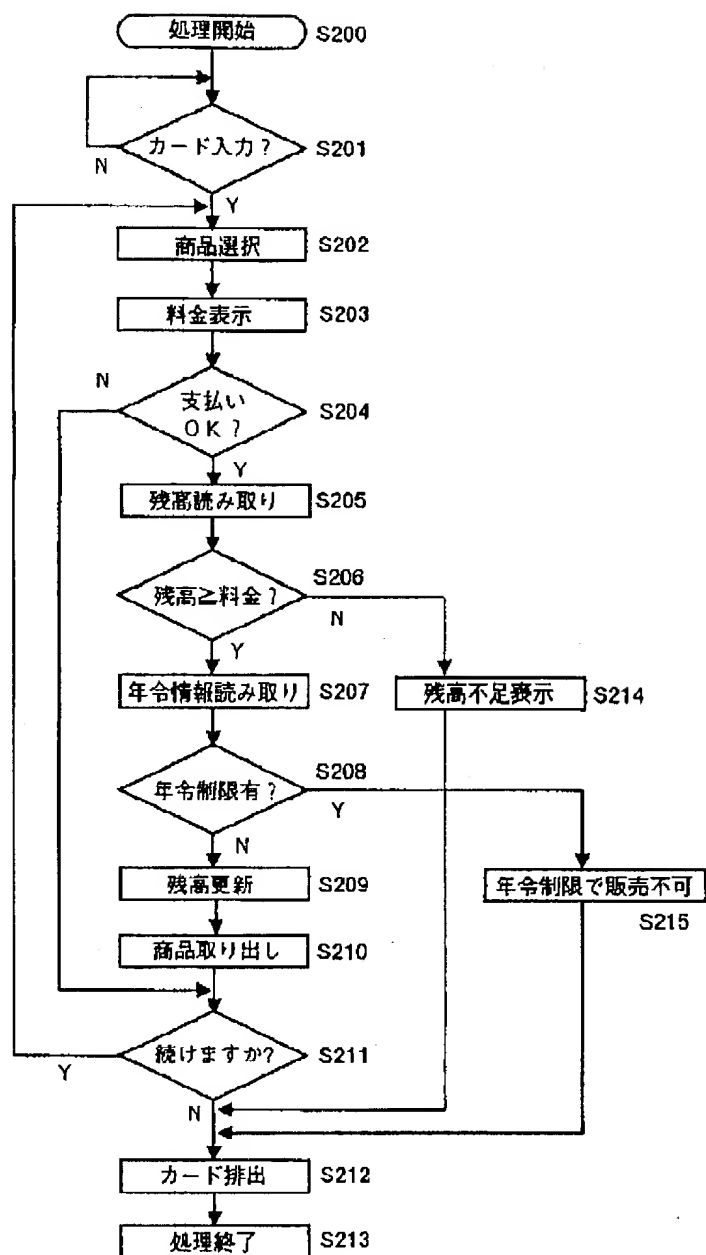 処理開始 S200
カード入力? S201
N
Y
商品選択 S202
料金表示 S203
N
支払い
OK? S204
Y
残高読み取り S205
S206
残高≧料金?
N
Y
年令情報読み取り S207
残高不足表示 S214
S208
年令制限有?
Y
N
残高更新 S209
年令制限で販売不可
S215
商品取り出し S210
続けますか? S211
Y
N
カード排出 S212
処理終了 S213